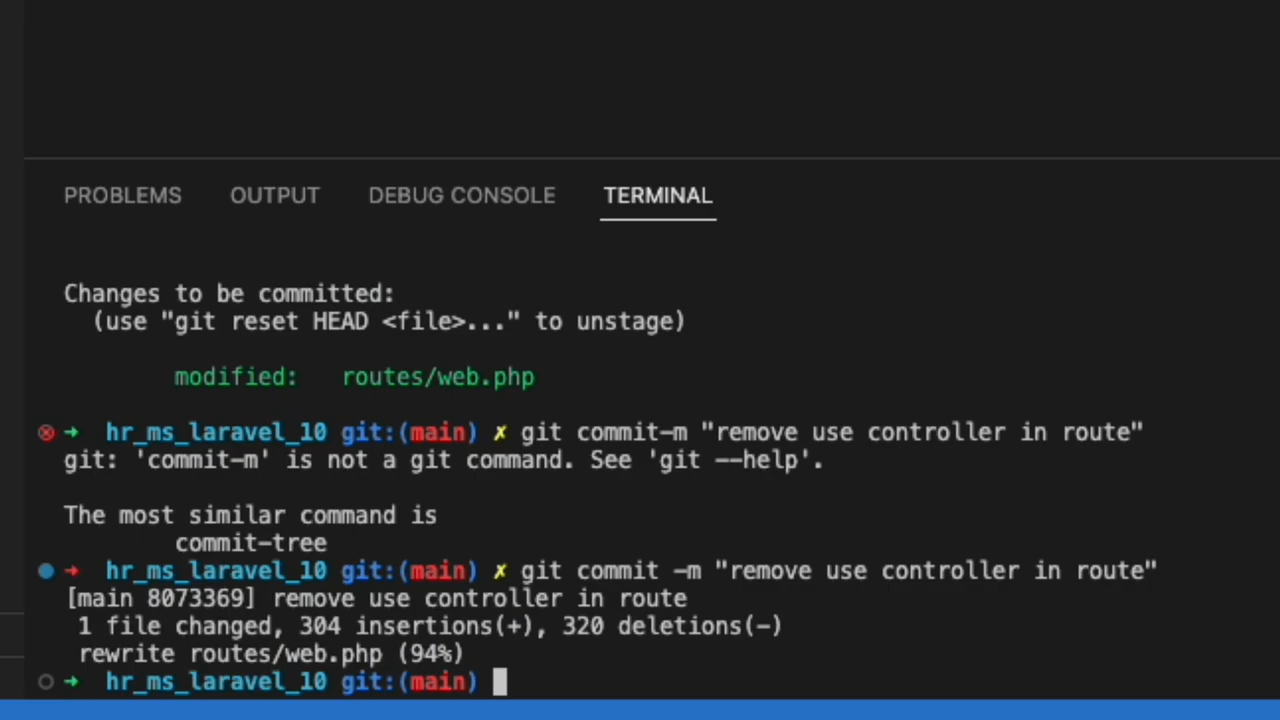 PROBLEMS OUTPUT DEBUG CONSOLE TERMINAL
Changes to be committed:
(use "git reset HEAD <file>..." to unstage)
modified: routes/web.php
➜ hr_ms_laravel_10 git:(main) ✗ git commit-m "remove use controller in route"
git: 'commit-m' is not a git command. See 'git --help'.
The most similar command is
commit-tree
➜ hr_ms_laravel_10 git:(main) ✗ git commit -m "remove use controller in route"
[main 8073369] remove use controller in route
1 file changed, 304 insertions(+), 320 deletions(-)
rewrite routes/web.php (94%)
➜ hr_ms_laravel_10 git:(main)